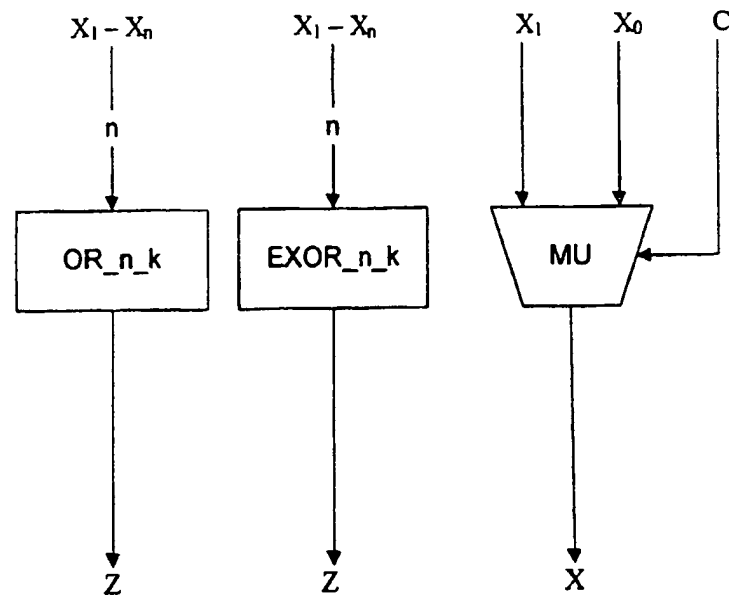 X₁ – Xₙ X₁ – Xₙ X₁ X₀ C
n n
OR_n_k EXOR_n_k MU
Z Z X